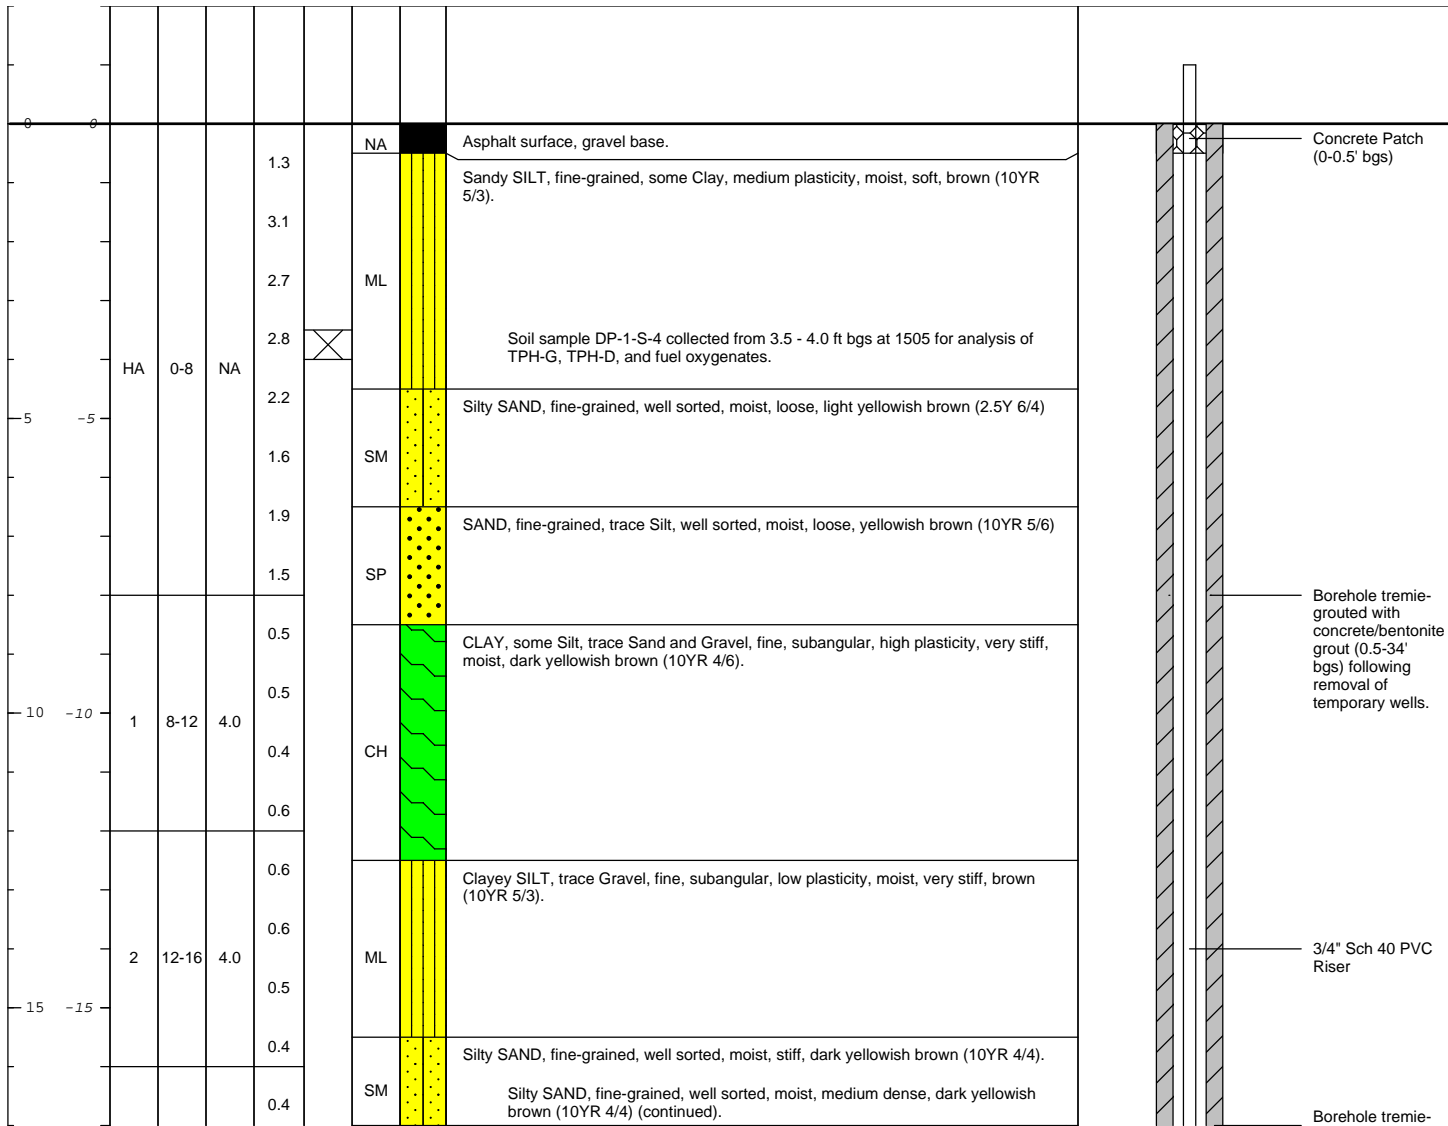 0 0
NA
Asphalt surface, gravel base.
Concrete Patch
(0-0.5' bgs)
1.3
Sandy SILT, fine-grained, some Clay, medium plasticity, moist, soft, brown (10YR
5/3).
3.1
2.7
ML
2.8
Soil sample DP-1-S-4 collected from 3.5 - 4.0 ft bgs at 1505 for analysis of
TPH-G, TPH-D, and fuel oxygenates.
HA 0-8 NA
2.2
Silty SAND, fine-grained, well sorted, moist, loose, light yellowish brown (2.5Y 6/4)
5 -5
1.6
SM
1.9
SAND, fine-grained, trace Silt, well sorted, moist, loose, yellowish brown (10YR 5/6)
1.5
SP
Borehole tremie-
grouted with
concrete/bentonite
grout (0.5-34'
bgs) following
removal of
temporary wells.
0.5
CLAY, some Silt, trace Sand and Gravel, fine, subangular, high plasticity, very stiff,
moist, dark yellowish brown (10YR 4/6).
0.5
10 -10
1 8-12 4.0
0.4
CH
0.6
0.6
Clayey SILT, trace Gravel, fine, subangular, low plasticity, moist, very stiff, brown
(10YR 5/3).
0.6
2 12-16 4.0
ML
3/4" Sch 40 PVC
Riser
0.5
15 -15
0.4
Silty SAND, fine-grained, well sorted, moist, stiff, dark yellowish brown (10YR 4/4).
SM
0.4
Silty SAND, fine-grained, well sorted, moist, medium dense, dark yellowish
brown (10YR 4/4) (continued).
Borehole tremie-